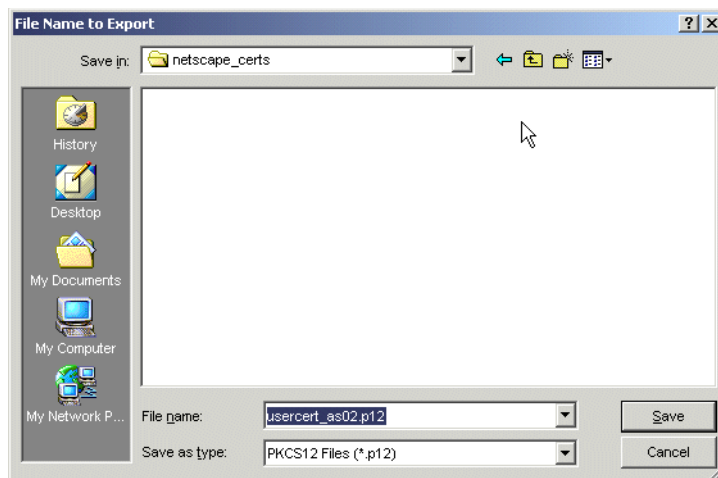 File Name to Export
Save in: netscape_certs
History
Desktop
My Documents
My Computer
My Network P...
File name: usercert_as02.p12 Save
Save as type: PKCS12 Files (*.p12) Cancel